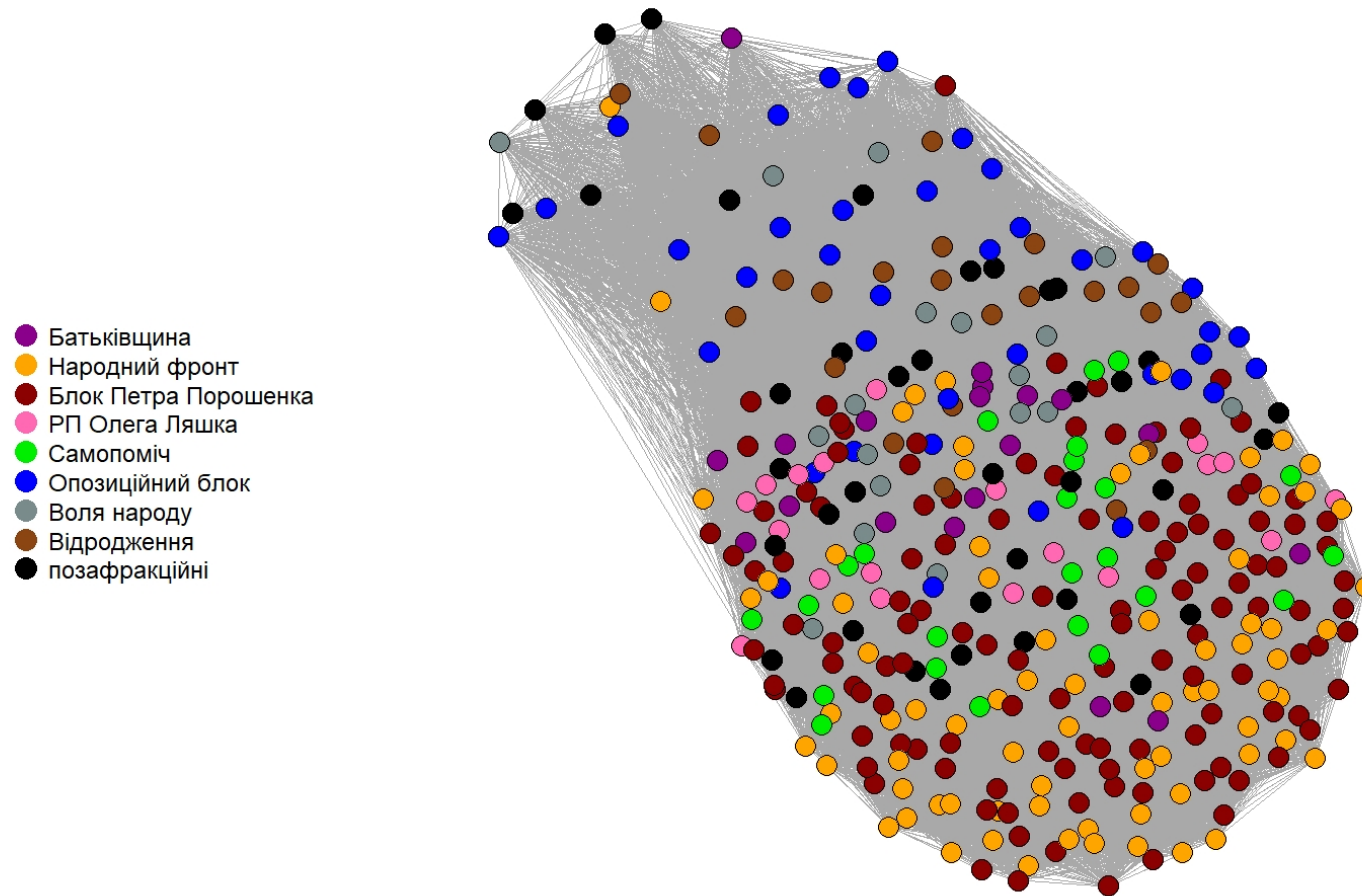 Батьківщина
Народний фронт
Блок Петра Порошенка
РП Олега Ляшка
Самопоміч
Опозиційний блок
Воля народу
Відродження
позафракційні